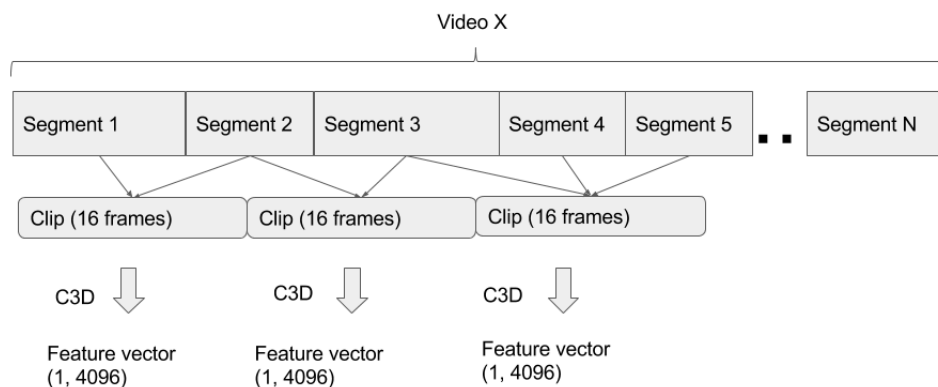 Video X
Segment 1 Segment 2 Segment 3 Segment 4 Segment 5 Segment N
Clip (16 frames) Clip (16 frames) Clip (16 frames)
C3D C3D C3D
Feature vector Feature vector Feature vector
(1, 4096) (1, 4096) (1, 4096)